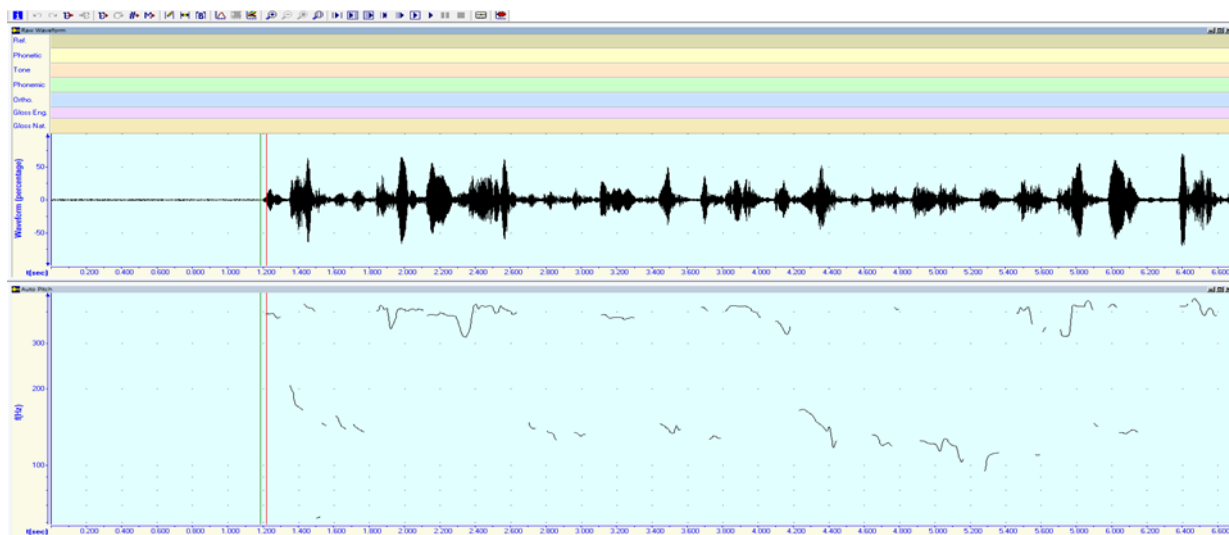 Raw Waveform
Ref.
Phonetic
Tone
Phonemic
Ortho.
Gloss Eng.
Gloss Nat.
Waveform (percentage)
50
0
-50
t(sec) 0.200 0.400 0.600 0.800 1.000 1.200 1.400 1.600 1.800 2.000 2.200 2.400 2.600 2.800 3.000 3.200 3.400 3.600 3.800 4.000 4.200 4.400 4.600 4.800 5.000 5.200 5.400 5.600 5.800 6.000 6.200 6.400 6.600
Auto Pitch
300
200
f(Hz)
100
t(sec) 0.200 0.400 0.600 0.800 1.000 1.200 1.400 1.600 1.800 2.000 2.200 2.400 2.600 2.800 3.000 3.200 3.400 3.600 3.800 4.000 4.200 4.400 4.600 4.800 5.000 5.200 5.400 5.600 5.800 6.000 6.200 6.400 6.600